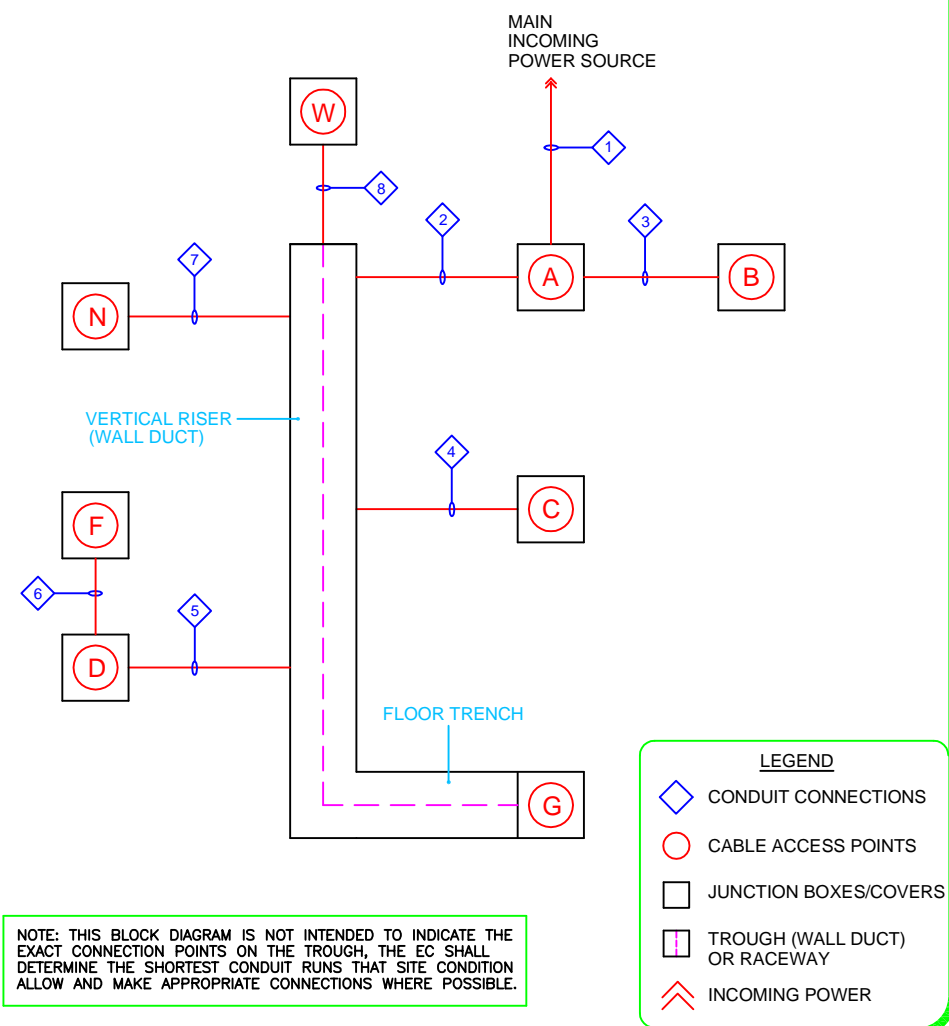 MAIN
INCOMING
POWER SOURCE
W
1
8
2
3
7
A
B
N
VERTICAL RISER
(WALL DUCT)
4
F
C
6
5
D
FLOOR TRENCH
G
LEGEND
CONDUIT CONNECTIONS
CABLE ACCESS POINTS
JUNCTION BOXES/COVERS
TROUGH (WALL DUCT)
OR RACEWAY
INCOMING POWER
NOTE: THIS BLOCK DIAGRAM IS NOT INTENDED TO INDICATE THE
EXACT CONNECTION POINTS ON THE TROUGH, THE EC SHALL
DETERMINE THE SHORTEST CONDUIT RUNS THAT SITE CONDITION
ALLOW AND MAKE APPROPRIATE CONNECTIONS WHERE POSSIBLE.